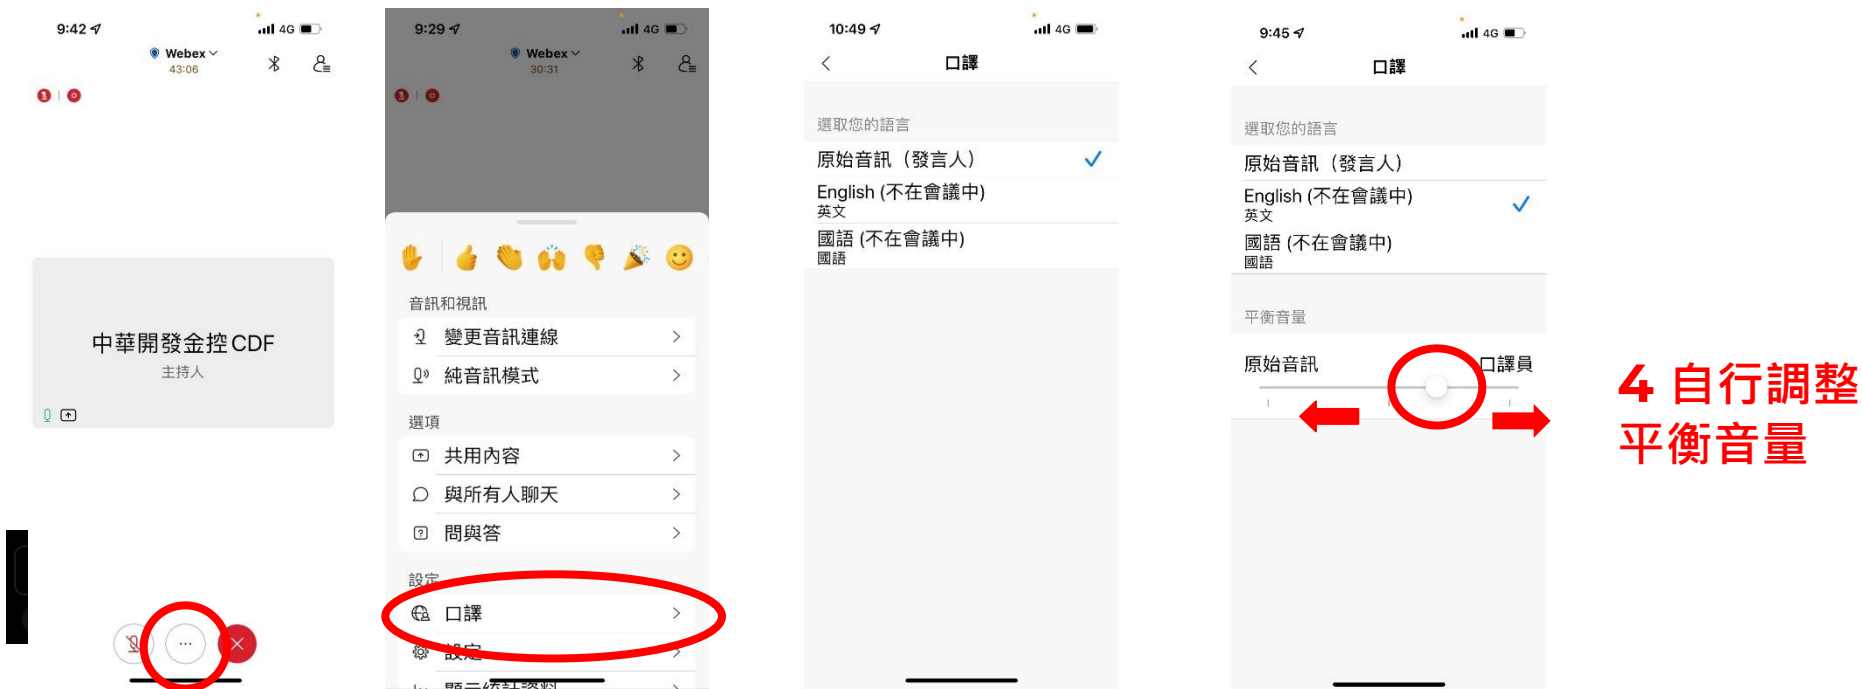 9:42
4G
Webex
43:06
中華開發金控CDF
主持人
9:29
4G
Webex
30:31
音訊和視訊
變更音訊連線
純音訊模式
選項
共用內容
與所有人聊天
問與答
設定
口譯
設定
顯示統計資料
10:49
4G
口譯
選取您的語言
原始音訊（發言人）
English (不在會議中)
英文
國語 (不在會議中)
國語
9:45
4G
口譯
選取您的語言
原始音訊（發言人）
English (不在會議中)
英文
國語 (不在會議中)
國語
平衡音量
原始音訊 口譯員
4 自行調整
平衡音量